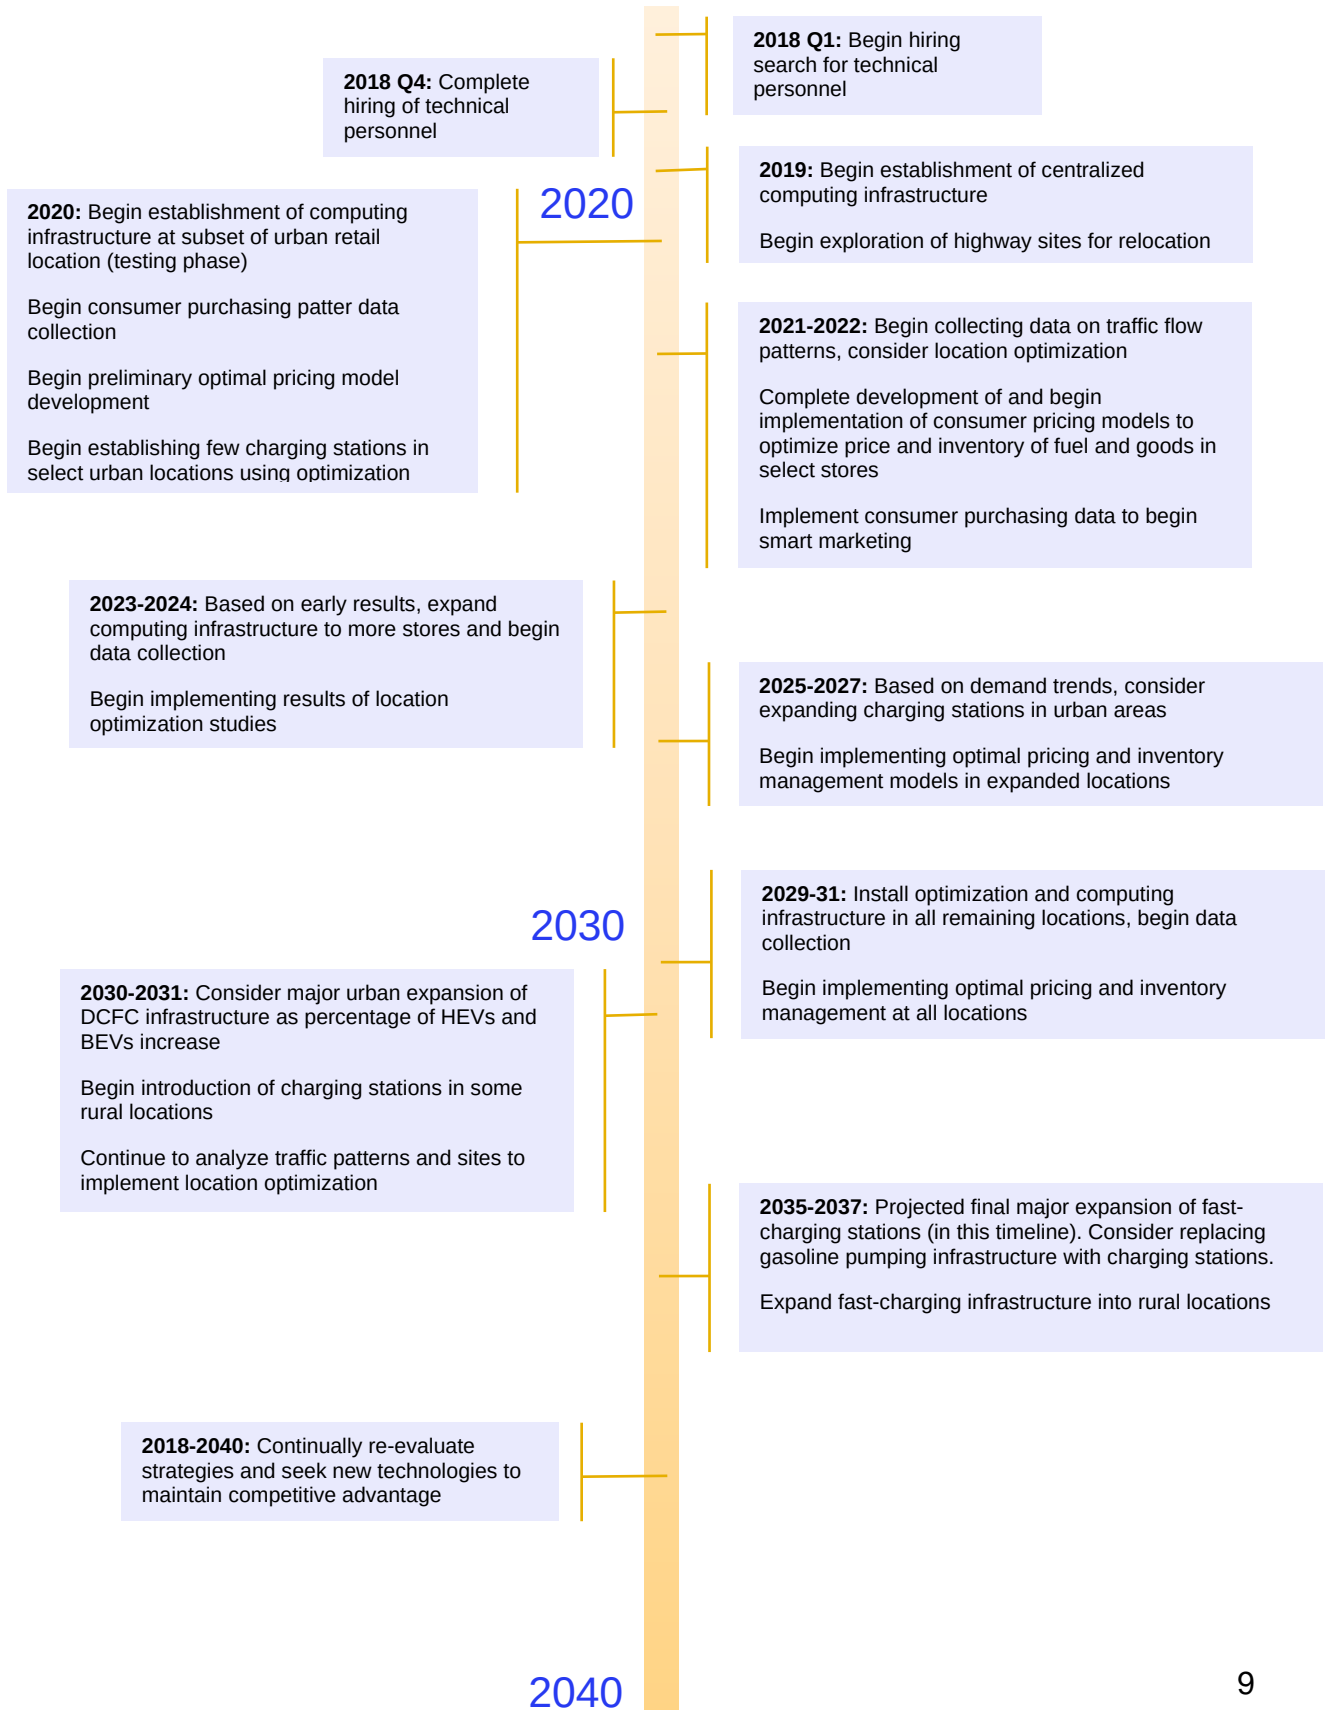 2018 Q1: Begin hiring
search for technical
personnel
2018 Q4: Complete
hiring of technical
personnel
2019: Begin establishment of centralized
computing infrastructure
Begin exploration of highway sites for relocation
2020
2020: Begin establishment of computing
infrastructure at subset of urban retail
location (testing phase)
Begin consumer purchasing patter data
collection
Begin preliminary optimal pricing model
development
Begin establishing few charging stations in
select urban locations using optimization
2021-2022: Begin collecting data on traffic flow
patterns, consider location optimization
Complete development of and begin
implementation of consumer pricing models to
optimize price and inventory of fuel and goods in
select stores
Implement consumer purchasing data to begin
smart marketing
2023-2024: Based on early results, expand
computing infrastructure to more stores and begin
data collection
Begin implementing results of location
optimization studies
2025-2027: Based on demand trends, consider
expanding charging stations in urban areas
Begin implementing optimal pricing and inventory
management models in expanded locations
2029-31: Install optimization and computing
infrastructure in all remaining locations, begin data
collection
Begin implementing optimal pricing and inventory
management at all locations
2030
2030-2031: Consider major urban expansion of
DCFC infrastructure as percentage of HEVs and
BEVs increase
Begin introduction of charging stations in some
rural locations
Continue to analyze traffic patterns and sites to
implement location optimization
2035-2037: Projected final major expansion of fast-
charging stations (in this timeline). Consider replacing
gasoline pumping infrastructure with charging stations.
Expand fast-charging infrastructure into rural locations
2018-2040: Continually re-evaluate
strategies and seek new technologies to
maintain competitive advantage
2040
9